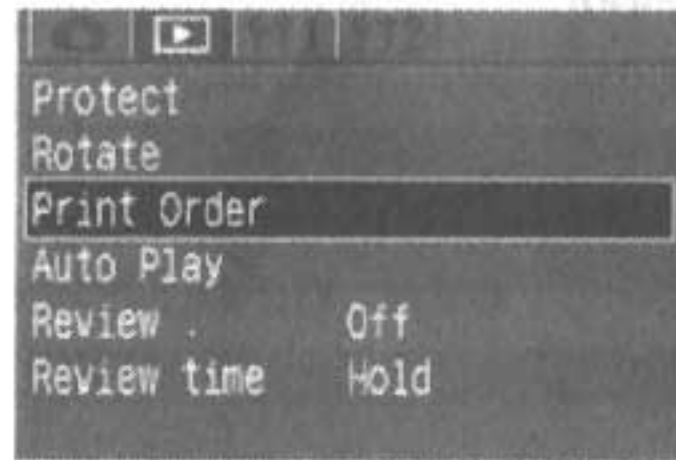 Protect
Rotate
Print Order
Auto Play
Review . Off
Review time Hold